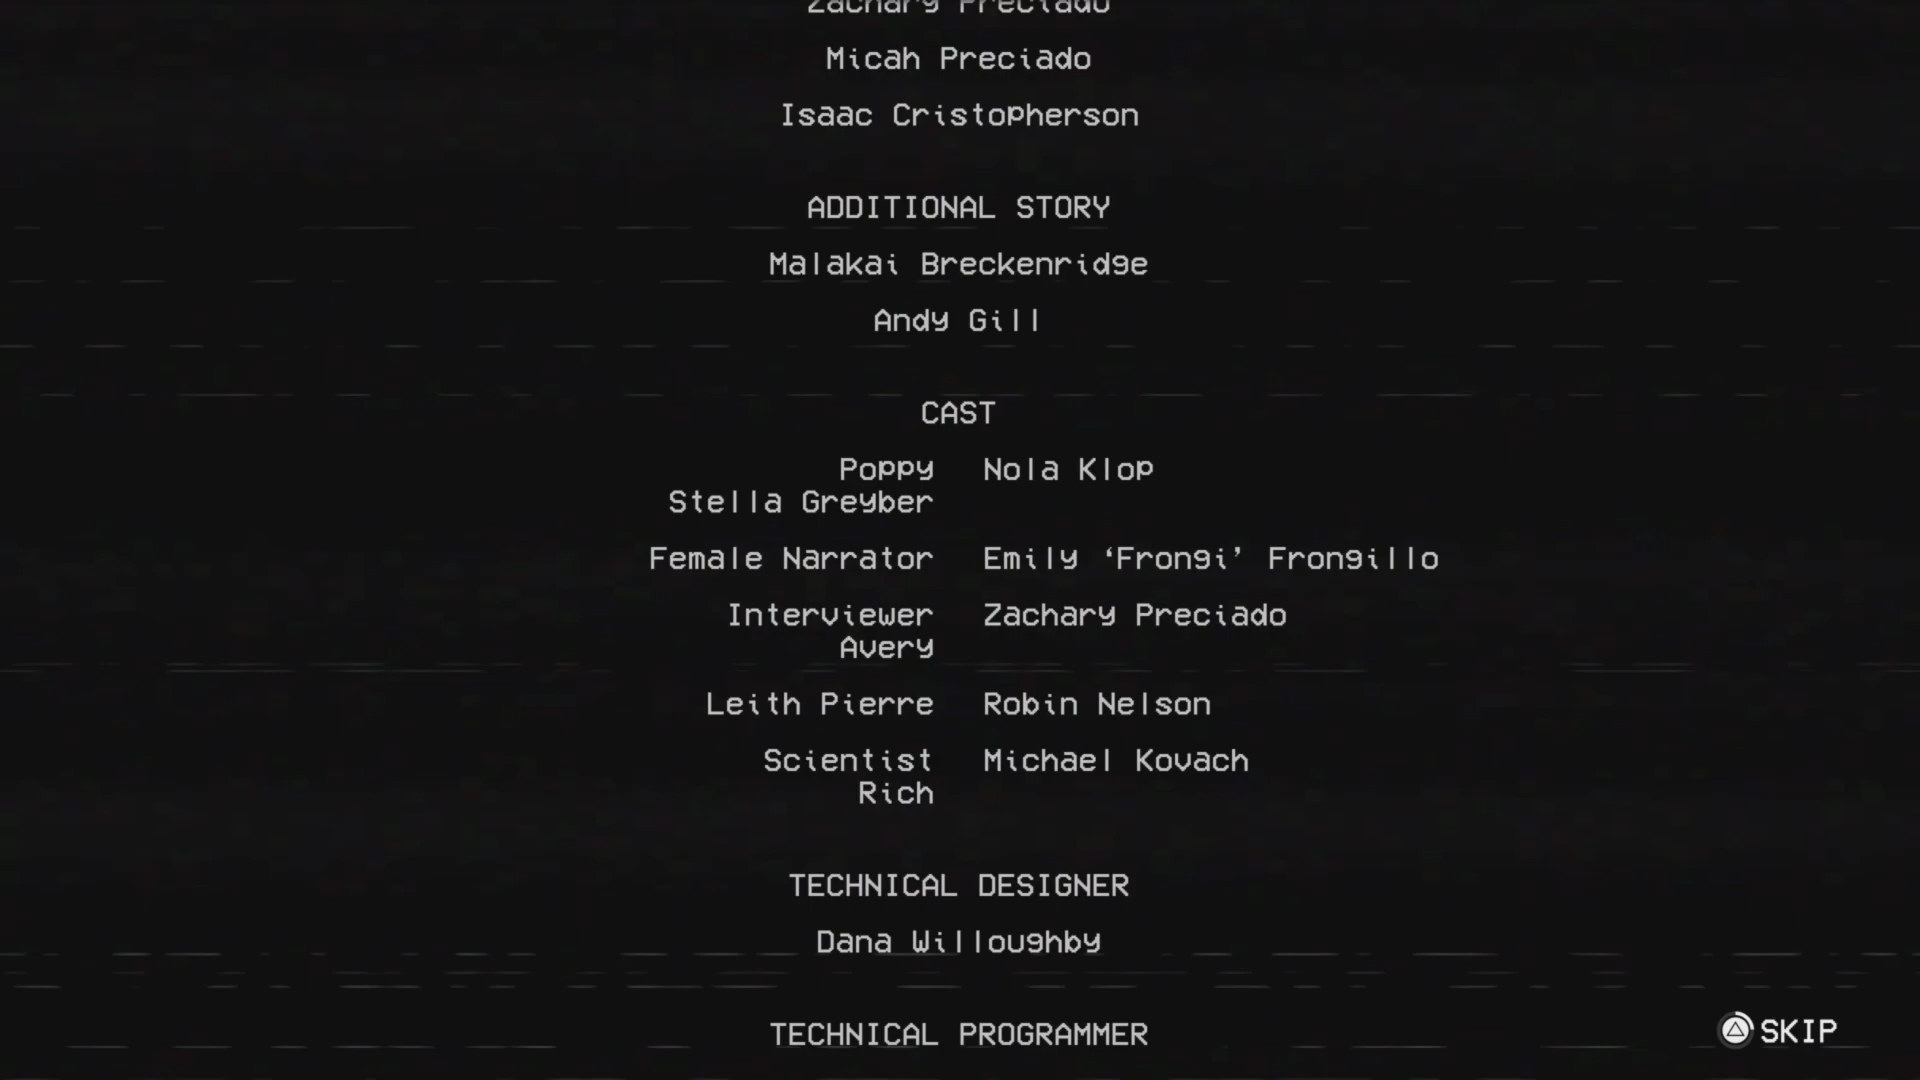 Zachary Preciado
Micah Preciado
Isaac Cristopherson
ADDITIONAL STORY
Malakai Breckenridge
Andy Gill
CAST
Poppy Nola Klop
Stella Greyber
Female Narrator Emily ‘Frongi’ Frongillo
Interviewer Zachary Preciado
Avery
Leith Pierre Robin Nelson
Scientist Michael Kovach
Rich
TECHNICAL DESIGNER
Dana Willoughby
TECHNICAL PROGRAMMER
SKIP